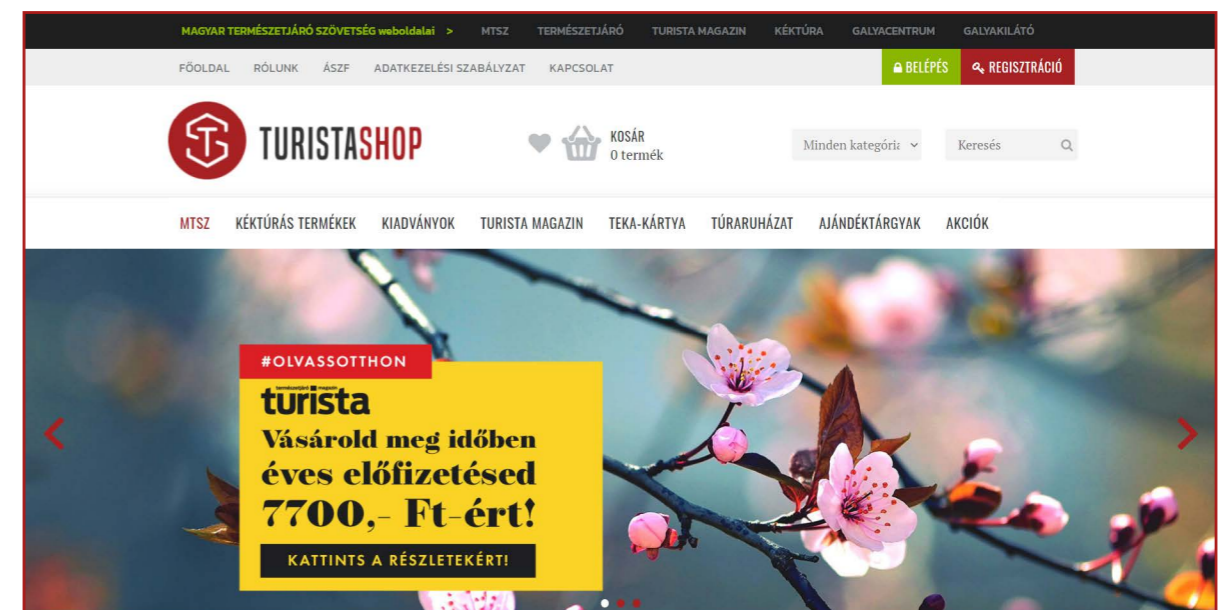 MAGYAR TERMÉSZETJÁRÓ SZÖVETSÉG weboldalai > MTSZ TERMÉSZETJÁRÓ TURISTA MAGAZIN KÉKTÚRA GALYACENTRUM GALYAKILÁTÓ
FŐOLDAL RÓLUNK ÁSZF ADATKEZELÉSI SZABÁLYZAT KAPCSOLAT BELÉPÉS REGISZTRÁCIÓ
TURISTASHOP
KOSÁR
0 termék
Minden kategória Keresés
MTSZ KÉKTÚRÁS TERMÉKEK KIADVÁNYOK TURISTA MAGAZIN TEKA-KÁRTYA TÚRARUHÁZAT AJÁNDÉKTÁRGYAK AKCIÓK
#OLVASSOTTHON
természetjáró magazin
turista
Vásárold meg időben
éves előfizetésed
7700,- Ft-ért!
KATTINTS A RÉSZLETEKÉRT!